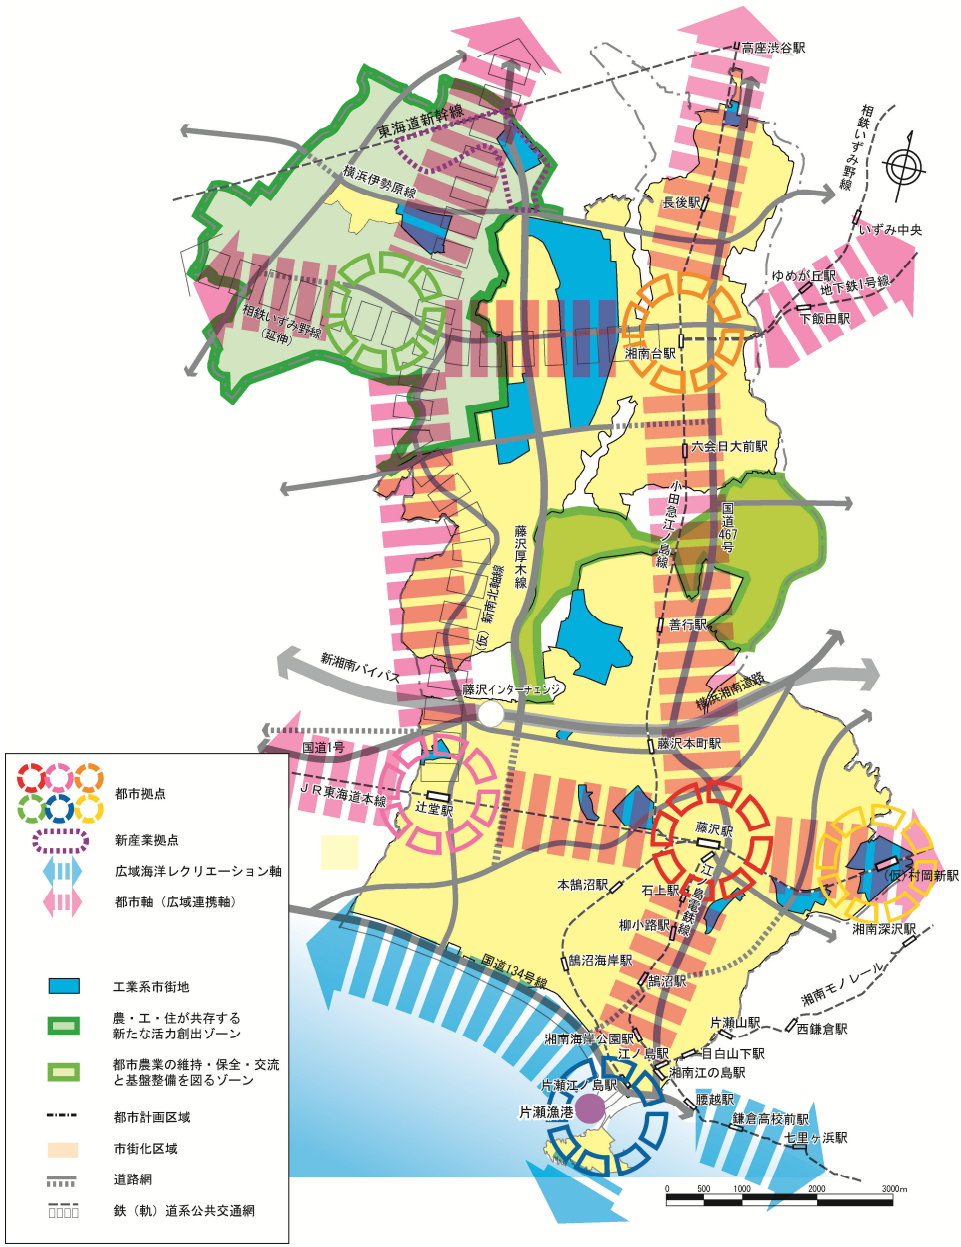 高座渋谷駅
東海道新幹線
相鉄いずみ野線
横浜伊勢原線
長後駅
いずみ中央
ゆめが丘駅
地下鉄1号線
下飯田駅
相鉄いずみ野線
(延伸)
湘南台駅
六会日大前駅
小田急江ノ島線
国道
467
号
藤沢厚木線
(仮)新南北軸線
善行駅
新湘南バイパス
藤沢インターチェンジ
横浜湘南道路
国道1号
藤沢本町駅
JR東海道本線
辻堂駅
藤沢駅
(仮)村岡新駅
本鵠沼駅
石上駅
江ノ島電鉄線
柳小路駅
湘南深沢駅
鵠沼海岸駅
国道134号線
鵠沼駅
湘南モノレール
湘南海岸公園駅
片瀬山駅
西鎌倉駅
江ノ島駅
目白山下駅
湘南江の島駅
片瀬江ノ島駅
片瀬漁港
腰越駅
鎌倉高校前駅
七里ヶ浜駅
都市拠点
新産業拠点
広域海洋レクリエーション軸
都市軸(広域連携軸)
工業系市街地
農・工・住が共存する
新たな活力創出ゾーン
都市農業の維持・保全・交流
と基盤整備を図るゾーン
都市計画区域
市街化区域
道路網
鉄(軌)道系公共交通網
0 500 1000 2000 3000m